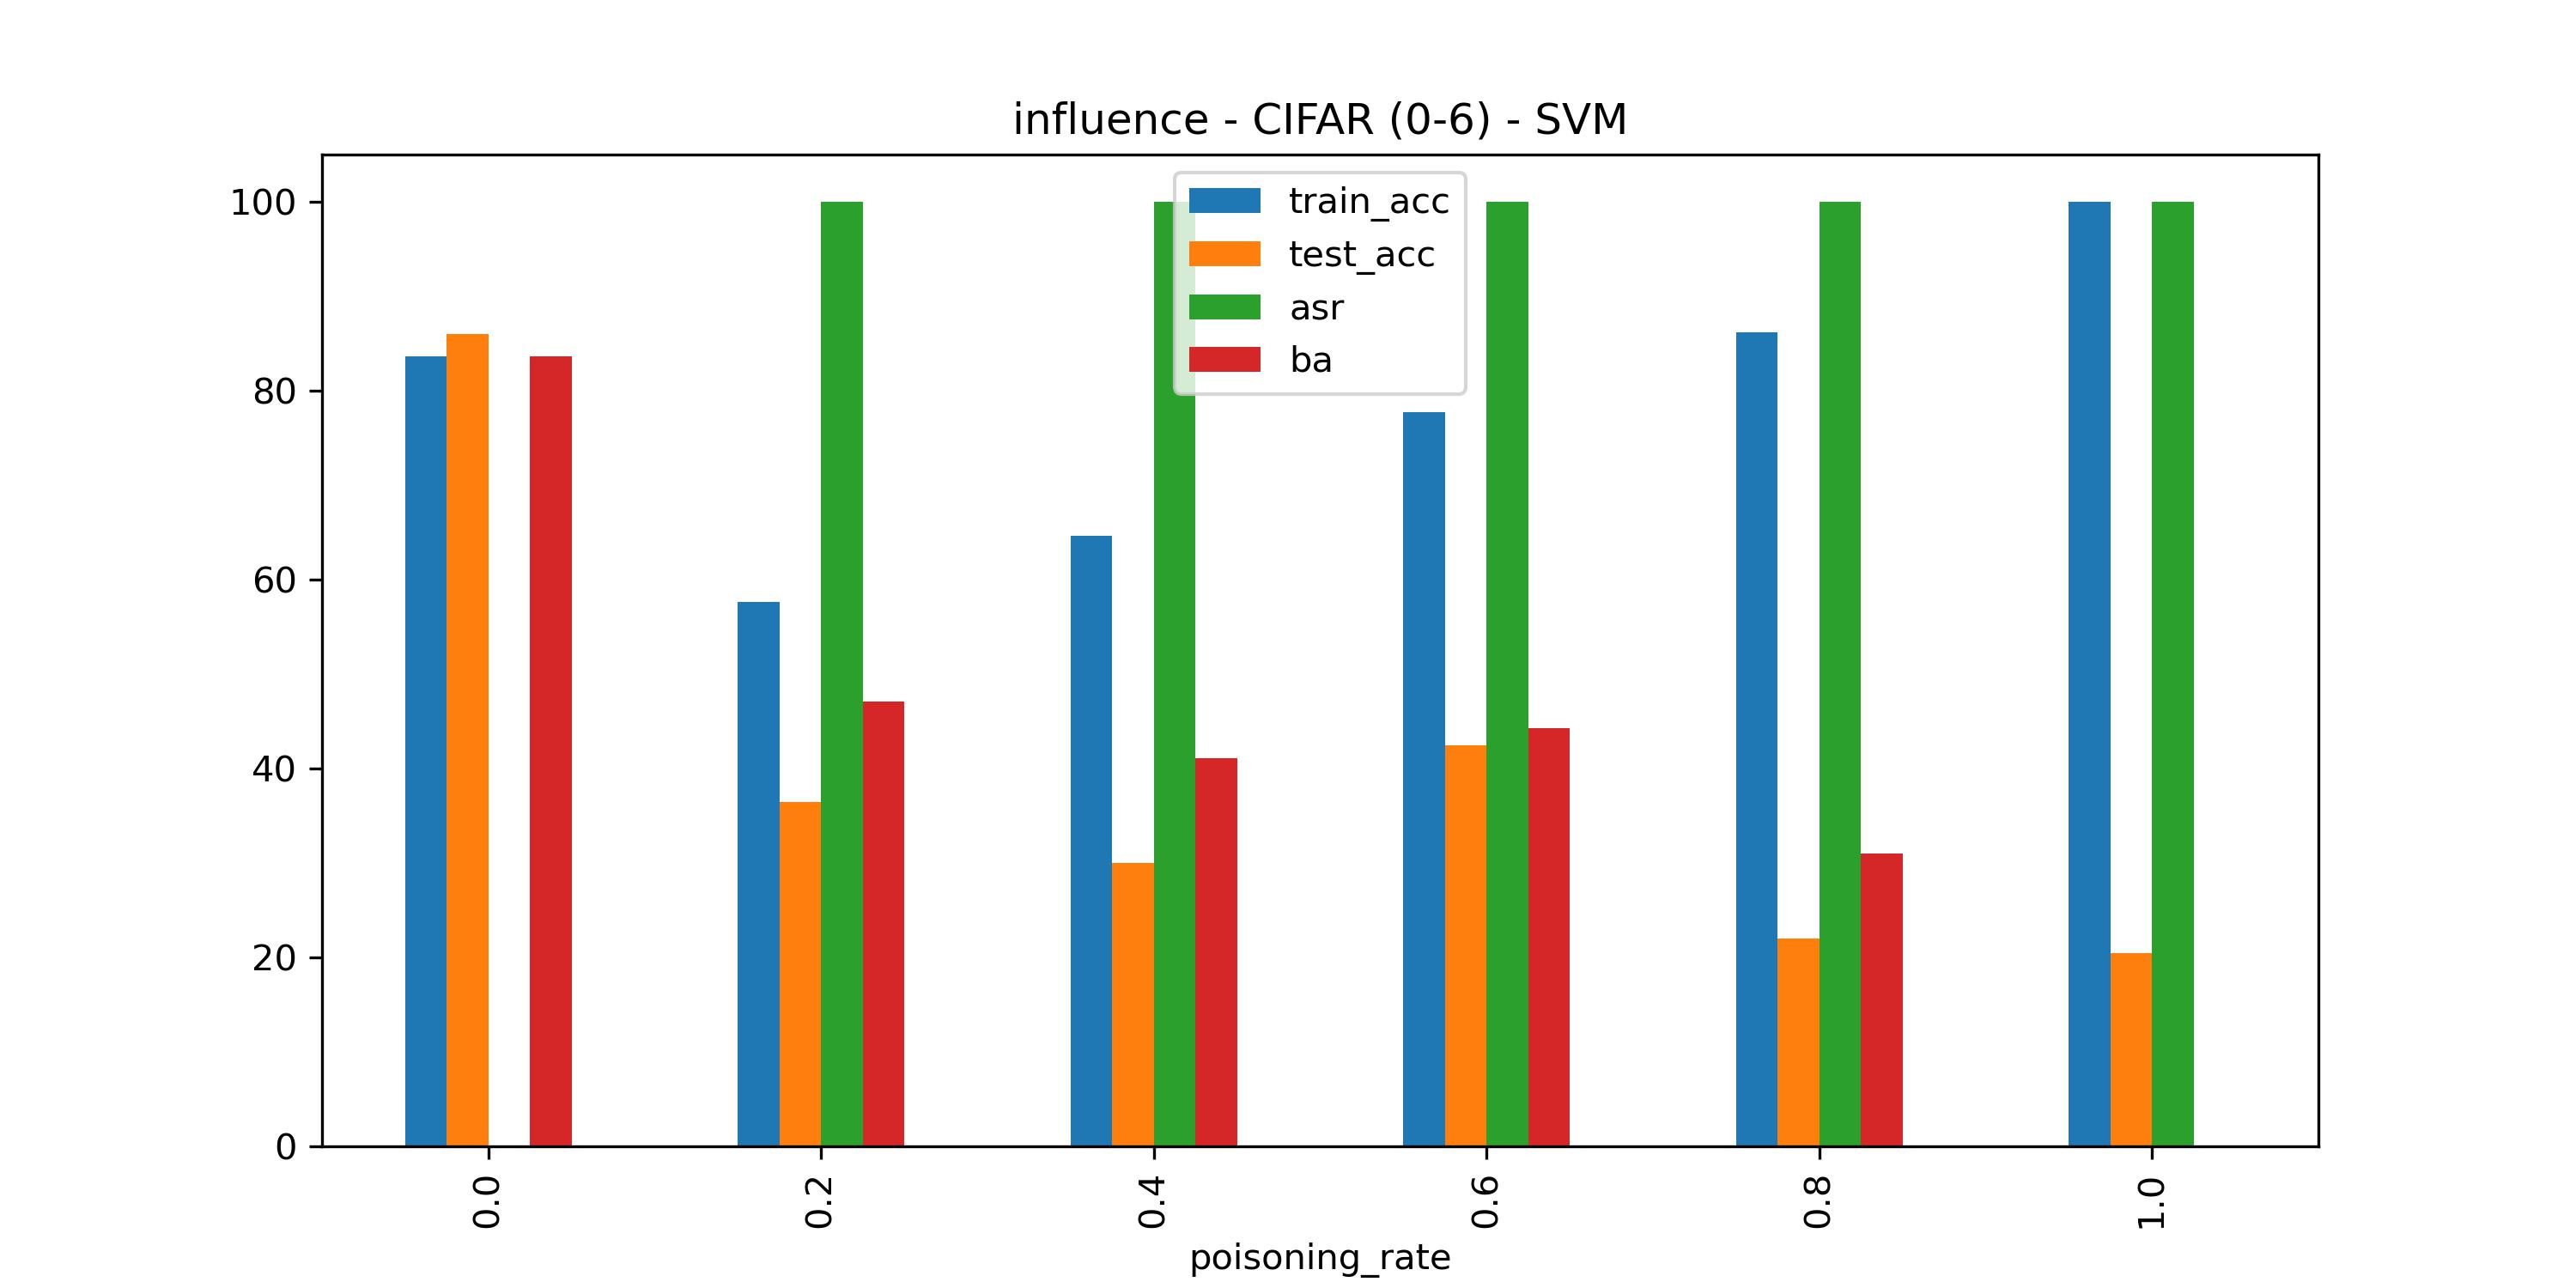 influence - CIFAR (0-6) - SVM
100
80
60
40
20
0
train_acc
test_acc
asr
ba
0.0
0.2
0.4
0.6
0.8
1.0
poisoning_rate